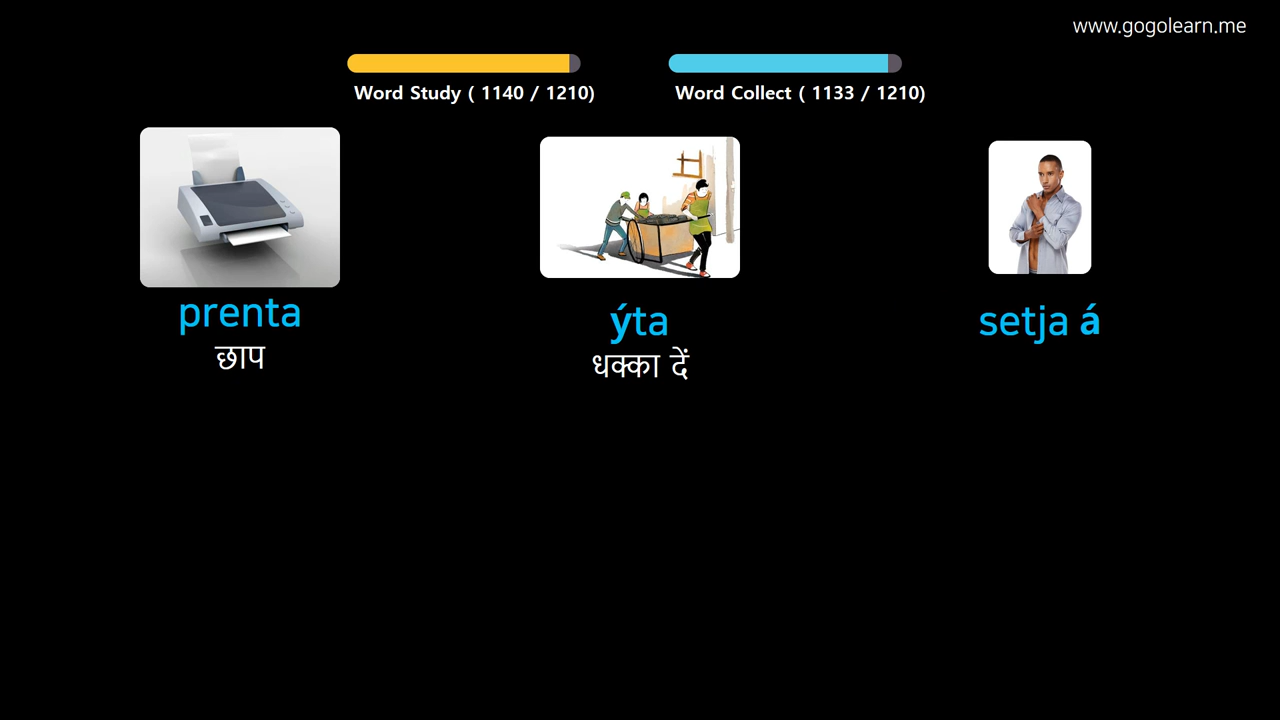 www.gogolearn.me
Word Study ( 1140 / 1210)
Word Collect ( 1133 / 1210)
prenta
छाप
ýta
धक्का दें
setja á